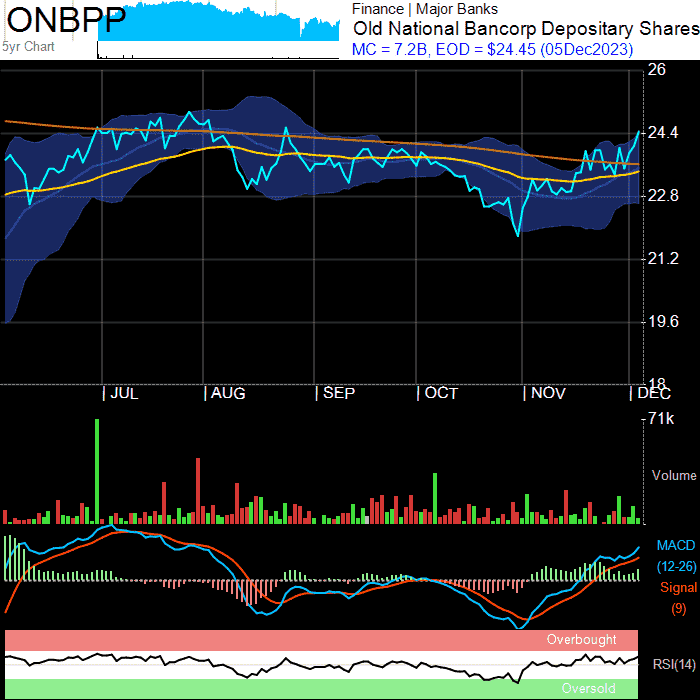 ONBPP
Finance | Major Banks
Old National Bancorp Depositary Shares
5yr Chart
MC = 7.2B, EOD = $24.45 (05Dec2023)
26
24.4
22.8
21.2
19.6
18
| JUL | AUG | SEP | OCT | NOV | DEC
71k
Volume
MACD
(12-26)
Signal
(9)
Overbought
RSI(14)
Oversold